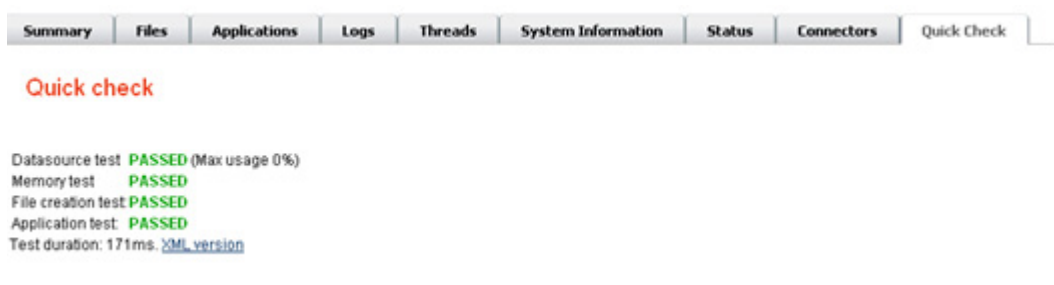 Summary Files Applications Logs Threads System Information Status Connectors Quick Check
Quick check
Datasource test PASSED (Max usage 0%)
Memory test PASSED
File creation test PASSED
Application test: PASSED
Test duration: 171ms. XML version